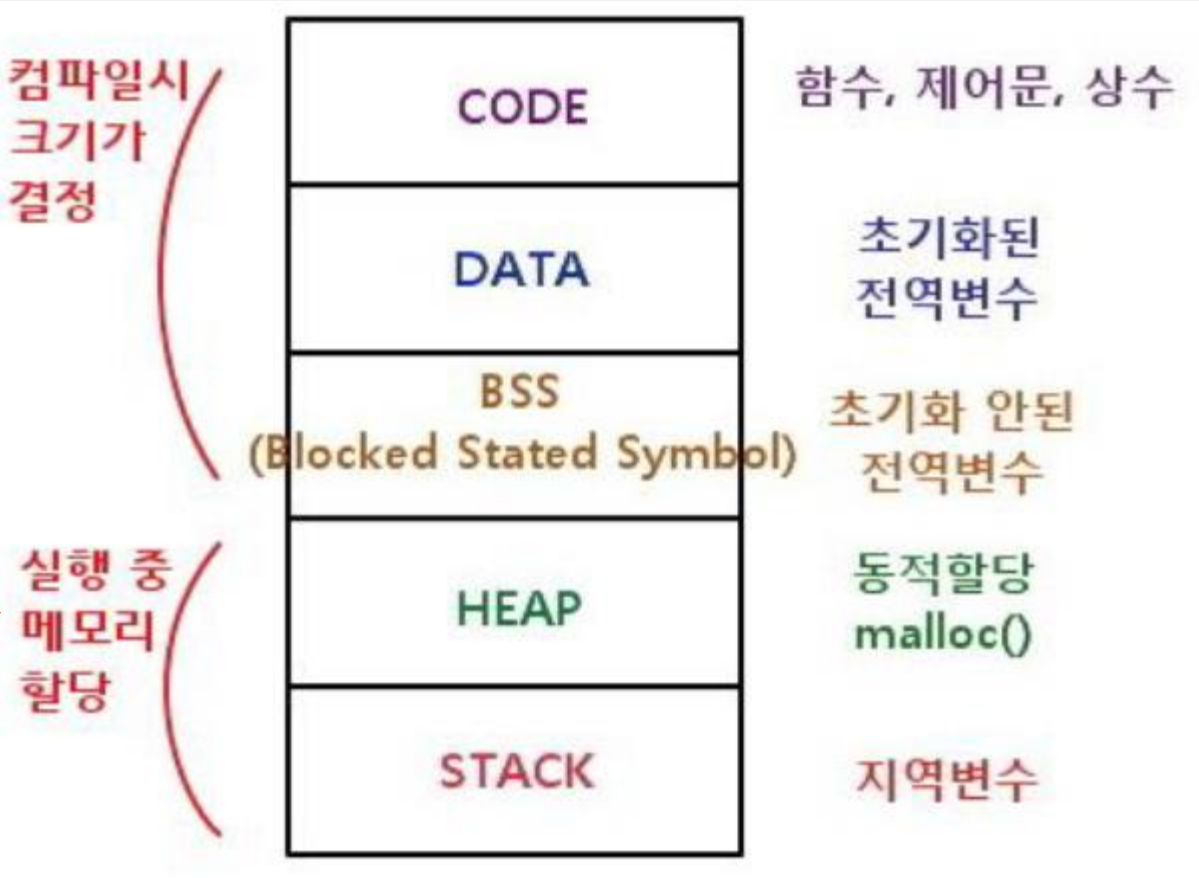 컴파일시
크기가
결정
CODE
함수, 제어문, 상수
DATA
초기화된
전역변수
BSS
(Blocked Stated Symbol)
초기화 안된
전역변수
실행 중
메모리
할당
HEAP
동적할당
malloc()
STACK
지역변수